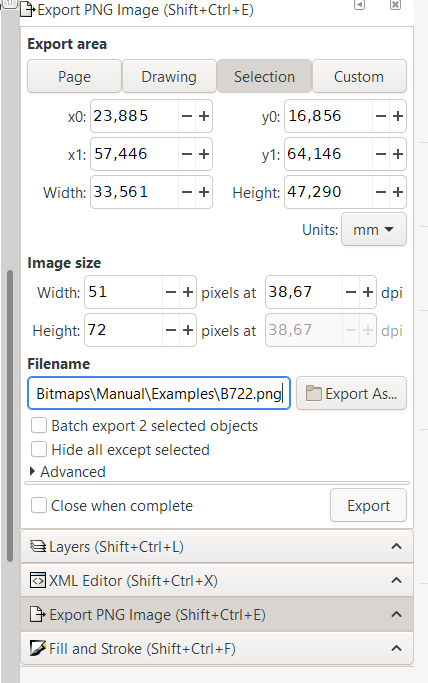 Export PNG Image (Shift+Ctrl+E)
Export area
Page Drawing Selection Custom
x0: 23,885 y0: 16,856
x1: 57,446 y1: 64,146
Width: 33,561 Height: 47,290
Units: mm
Image size
Width: 51 pixels at 38,67 dpi
Height: 72 pixels at 38,67 dpi
Filename
Bitmaps\Manual\Examples\B722.png Export As...
Batch export 2 selected objects
Hide all except selected
Advanced
Close when complete Export
Layers (Shift+Ctrl+L)
XML Editor (Shift+Ctrl+X)
Export PNG Image (Shift+Ctrl+E)
Fill and Stroke (Shift+Ctrl+F)